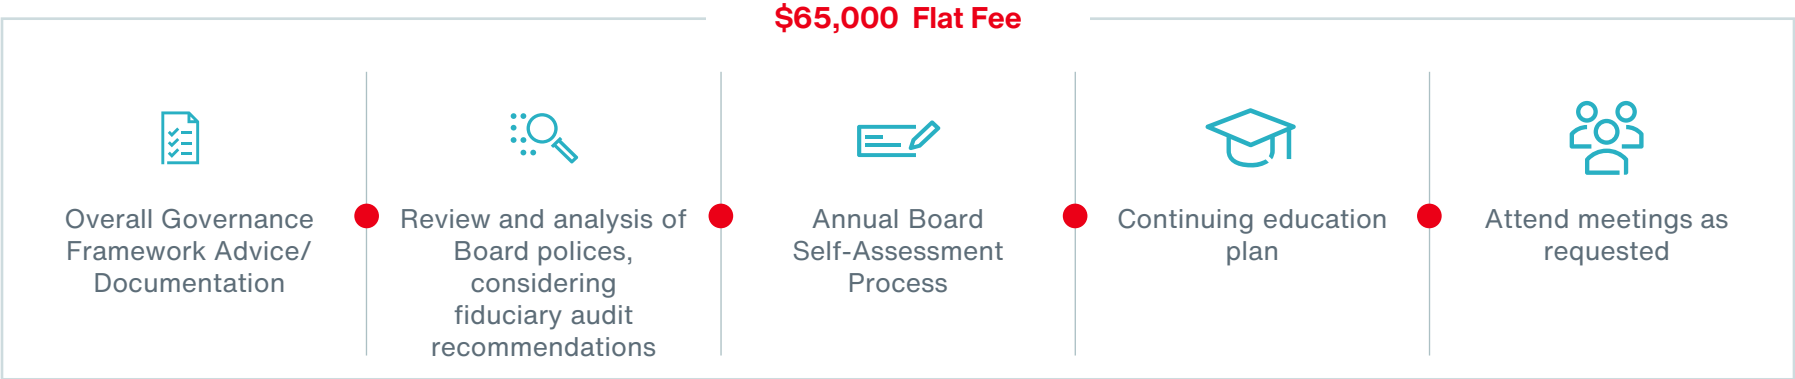 $65,000 Flat Fee
Overall Governance
Framework Advice/
Documentation
Review and analysis of
Board polices,
considering
fiduciary audit
recommendations
Annual Board
Self-Assessment
Process
Continuing education
plan
Attend meetings as
requested